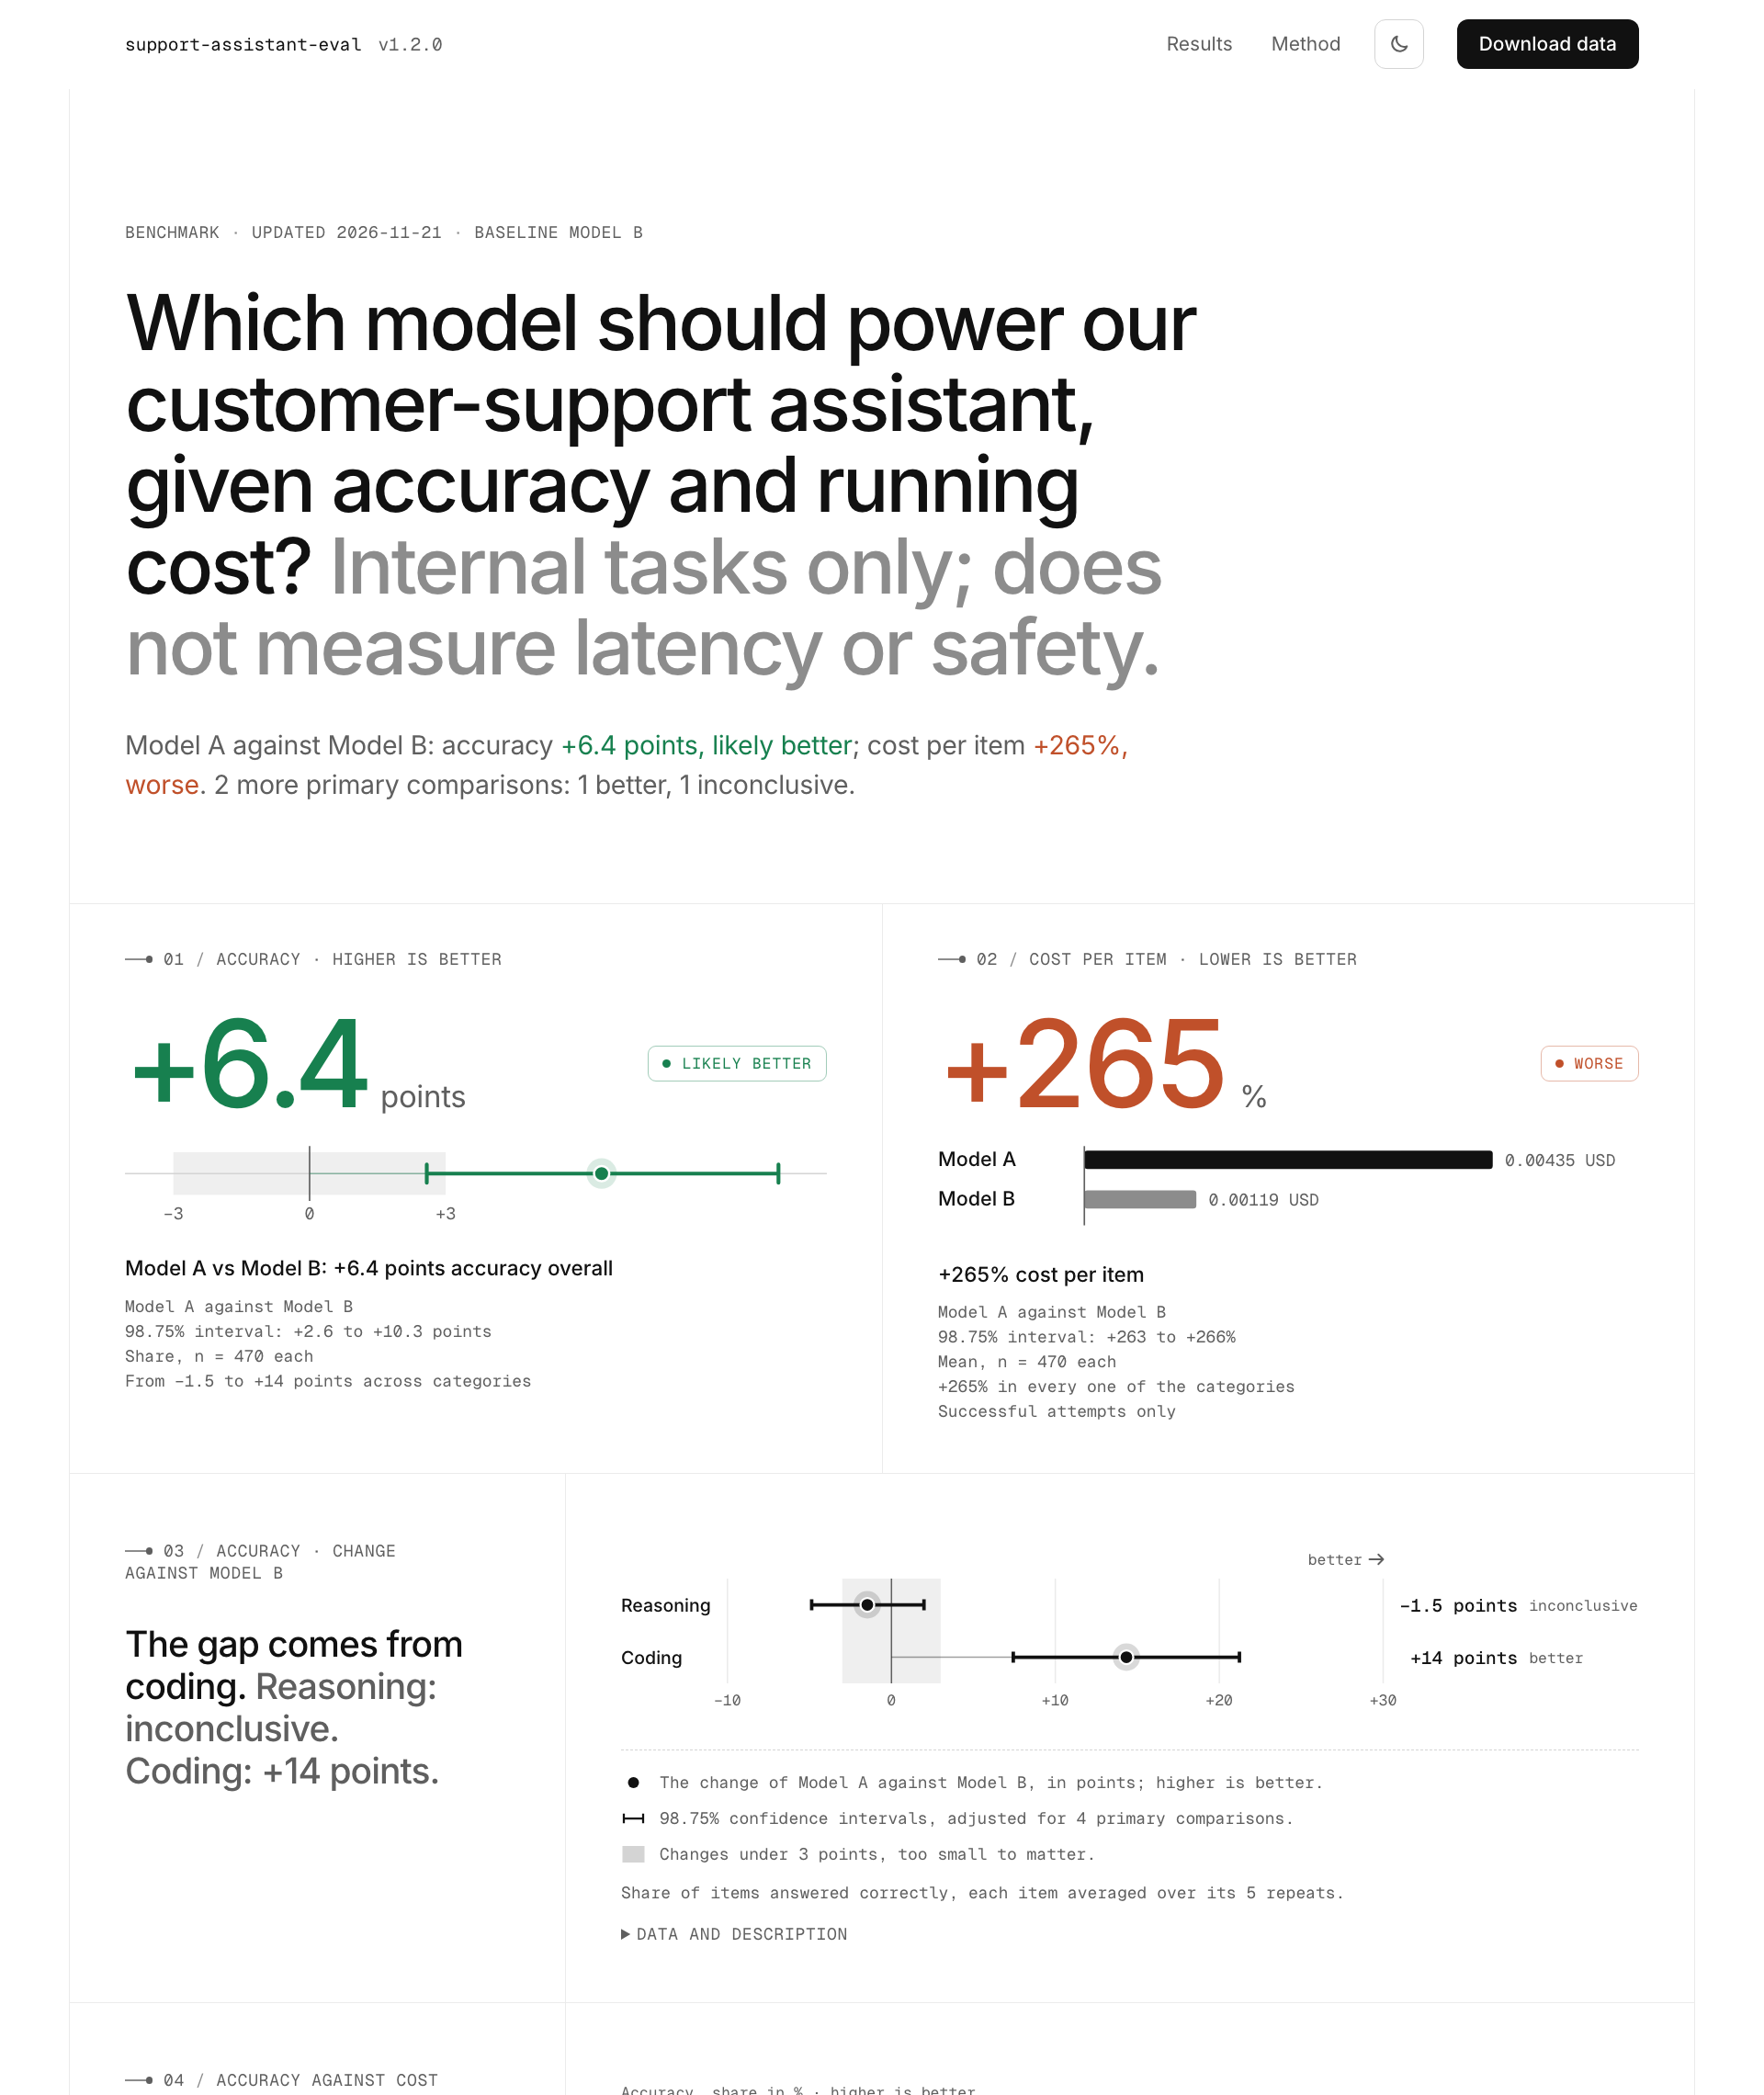 support-assistant-eval v1.2.0
Results
Method
Download data
BENCHMARK · UPDATED 2026-11-21 · BASELINE MODEL B
Which model should power our
customer-support assistant,
given accuracy and running
cost? Internal tasks only; does
not measure latency or safety.
Model A against Model B: accuracy +6.4 points, likely better; cost per item +265%,
worse. 2 more primary comparisons: 1 better, 1 inconclusive.
01 / ACCURACY · HIGHER IS BETTER
+6.4 points
LIKELY BETTER
−3 0 +3
Model A vs Model B: +6.4 points accuracy overall
Model A against Model B
98.75% interval: +2.6 to +10.3 points
Share, n = 470 each
From −1.5 to +14 points across categories
02 / COST PER ITEM · LOWER IS BETTER
+265 %
WORSE
Model A 0.00435 USD
Model B 0.00119 USD
+265% cost per item
Model A against Model B
98.75% interval: +263 to +266%
Mean, n = 470 each
+265% in every one of the categories
Successful attempts only
03 / ACCURACY · CHANGE
AGAINST MODEL B
The gap comes from
coding. Reasoning:
inconclusive.
Coding: +14 points.
better →
Reasoning −1.5 points inconclusive
Coding +14 points better
−10 0 +10 +20 +30
The change of Model A against Model B, in points; higher is better.
98.75% confidence intervals, adjusted for 4 primary comparisons.
Changes under 3 points, too small to matter.
Share of items answered correctly, each item averaged over its 5 repeats.
DATA AND DESCRIPTION
04 / ACCURACY AGAINST COST
Accuracy, share in % · higher is better